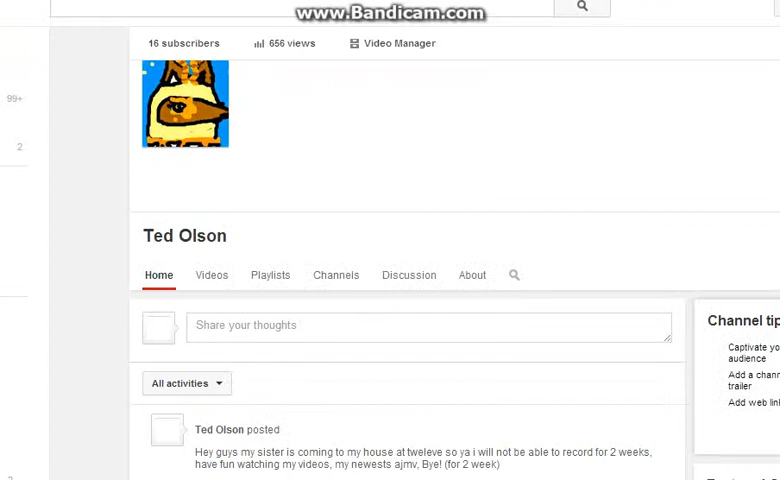 www.Bandicam.com
16 subscribers 656 views Video Manager
99+
2
Ted Olson
Home Videos Playlists Channels Discussion About
Share your thoughts
Channel tip
Captivate yo
audience
Add a chann
trailer
Add web link
All activities
Ted Olson posted
Hey guys my sister is coming to my house at tweleve so ya i will not be able to record for 2 weeks,
have fun watching my videos, my newests ajmv, Bye! (for 2 week)
2